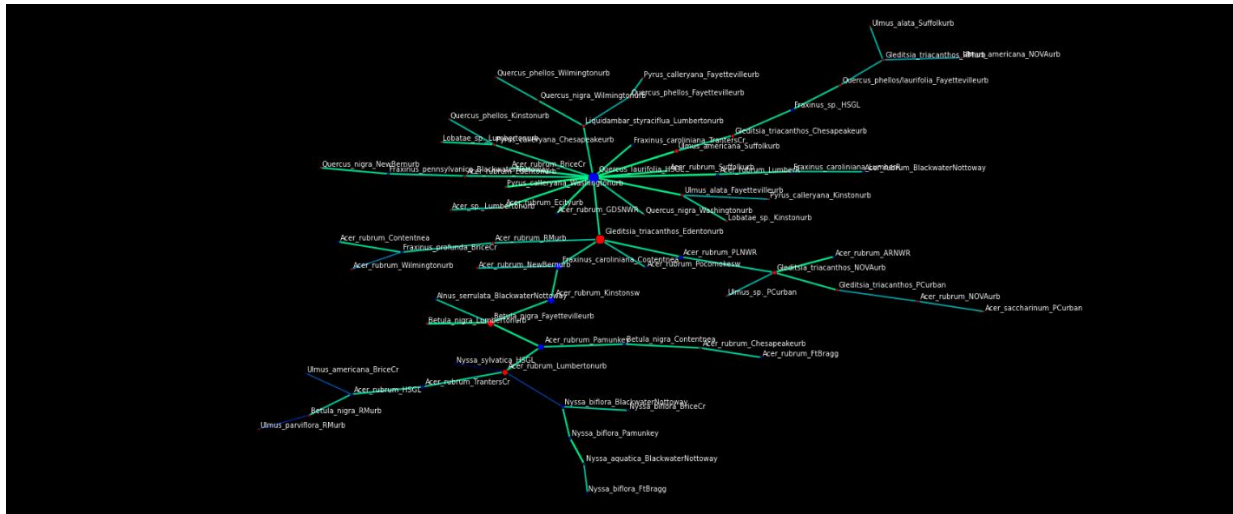 Ulmus_alata_Suffolkurb
Ulmus_americana_NOVAurb
Quercus_phellos_Wilmingtonurb
Pyrus_calleryana_Fayettevilleurb
Quercus_phellos/laurifolia_Fayettevilleurb
Quercus_phellos_Fayettevilleurb
Quercus_nigra_Wilmingtonurb
Fraxinus_sp._HSGL
Quercus_phellos_Kinstonurb
Liquidambar_styraciflua_Lumbertonurb
Gleditsia_triacanthos_Chesapeakeurb
Lobatae_sp._Lumbertonurb
Pyrus_calleryana_Chesapeakeurb
Fraxinus_caroliniana_TrantersCr
Ulmus_americana_Suffolkurb
Quercus_nigra_NewBernurb
Acer_rubrum_BriceCr
Quercus_laurifolia_HSGL
Acer_rubrum_Suffolkurb
Acer_rubrum_BlackwaterNottoway
Pyrus_calleryana_Washingtonurb
Ulmus_alata_Fayettevilleurb
Pyrus_calleryana_Kinstonurb
Acer_sp._Lumbertonurb
Acer_rubrum_Ecityurb
Acer_rubrum_GDSNWR
Quercus_nigra_Washingtonurb
Lobatae_sp._Kinstonurb
Gleditsia_triacanthos_Edentonurb
Acer_rubrum_Contentnea
Acer_rubrum_RMurb
Fraxinus_profunda_BriceCr
Acer_rubrum_PLNWR
Acer_rubrum_ARNWR
Fraxinus_caroliniana_Contentnea
Acer_rubrum_Wilmingtonurb
Acer_rubrum_NewBernurb
Acer_rubrum_Pocomokesw
Gleditsia_triacanthos_NOVAurb
Gleditsia_triacanthos_PCurban
Acer_rubrum_Kinstonsw
Ulmus_sp._PCurban
Alnus_serrulata_BlackwaterNottoway
Acer_rubrum_NOVAurb
Acer_saccharinum_PCurban
Betula_nigra_Lumbertonurb
Betula_nigra_Fayettevilleurb
Acer_rubrum_Pamunkey
Betula_nigra_Contentnea
Acer_rubrum_Chesapeakeurb
Acer_rubrum_FtBragg
Nyssa_sylvatica_HSGL
Acer_rubrum_Lumbertonurb
Ulmus_americana_BriceCr
Acer_rubrum_HSGL
Acer_rubrum_TrantersCr
Nyssa_biflora_BlackwaterNottoway
Nyssa_biflora_BriceCr
Betula_nigra_RMurb
Ulmus_parviflora_RMurb
Nyssa_biflora_Pamunkey
Nyssa_aquatica_BlackwaterNottoway
Nyssa_biflora_FtBragg